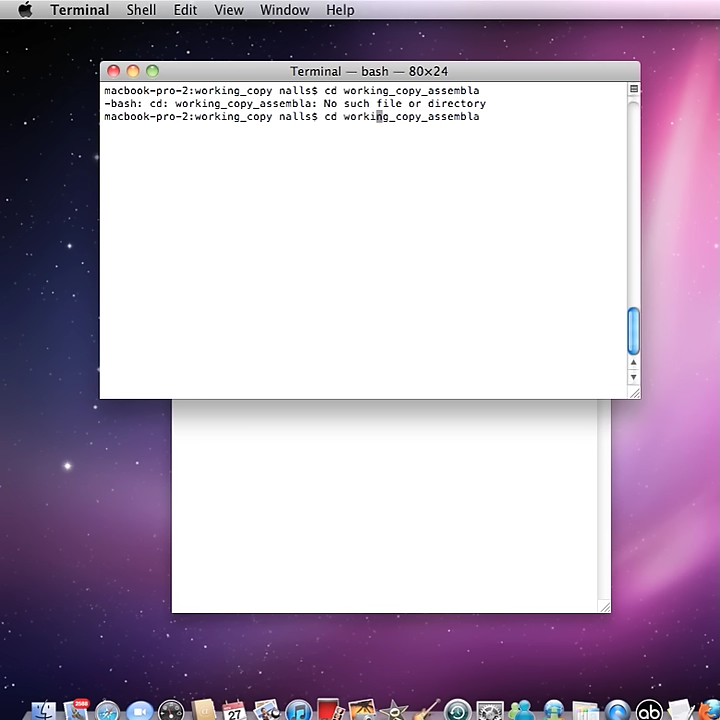 Terminal Shell Edit View Window Help
Terminal — bash — 80×24
macbook-pro-2:working_copy nalls$ cd working_copy_assembla
-bash: cd: working_copy_assembla: No such file or directory
macbook-pro-2:working_copy nalls$ cd working_copy_assembla
27
abc